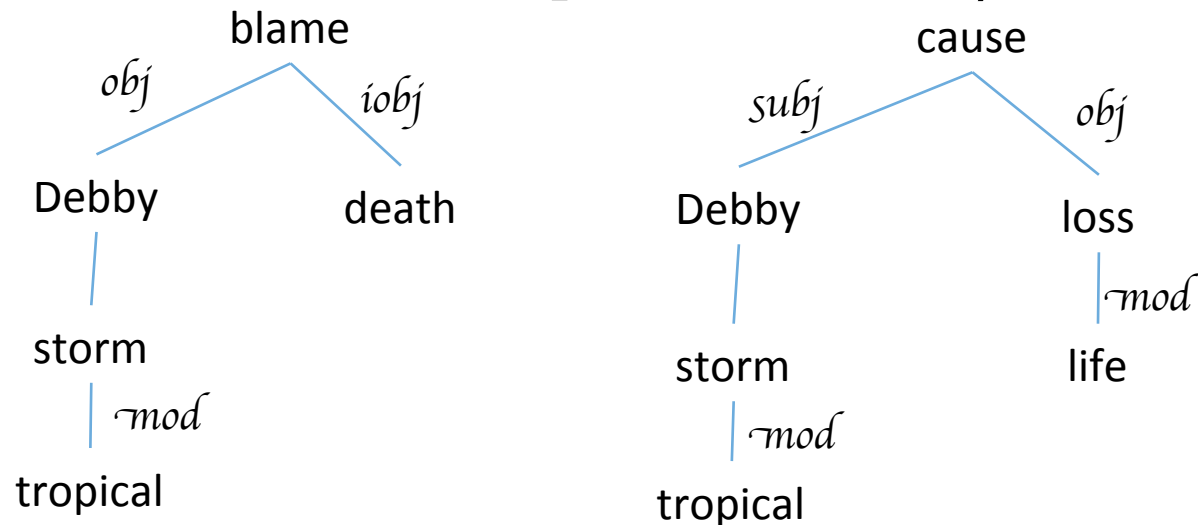 blame
obj
iobj
Debby
death
storm
mod
tropical
cause
subj
obj
Debby
loss
mod
storm
life
mod
tropical